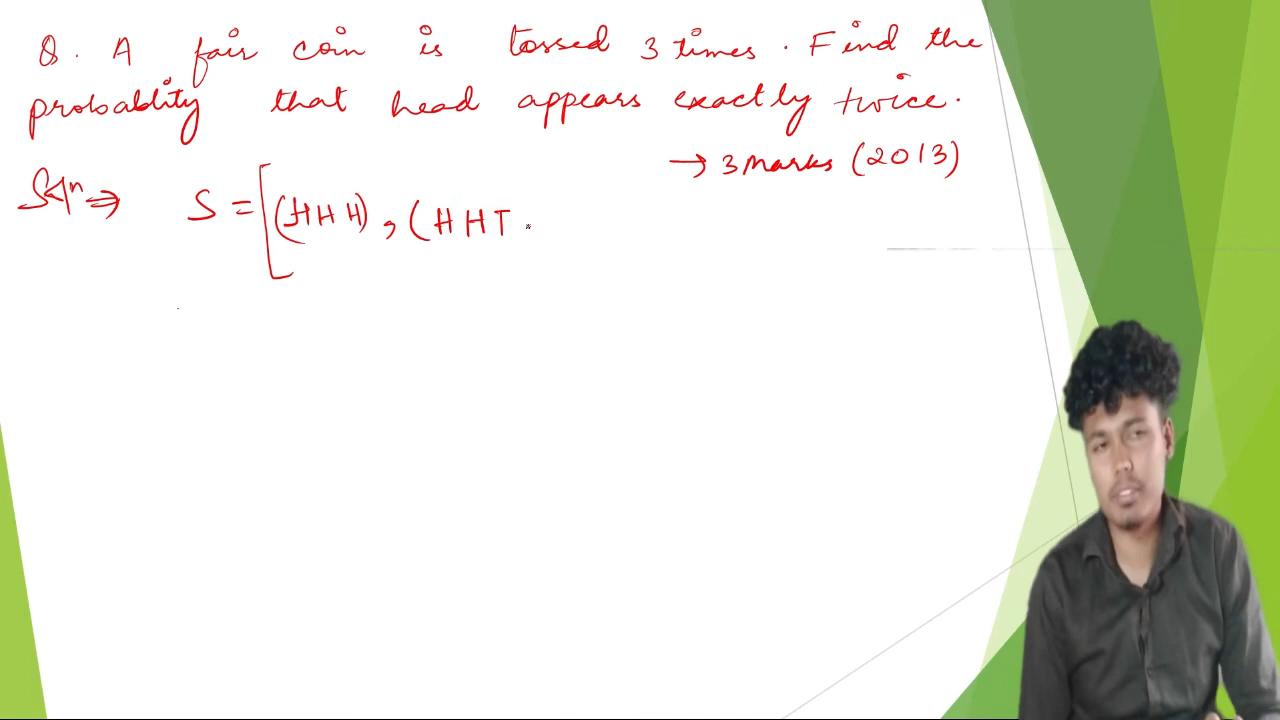 Q. A fair coin is tossed 3 times. Find the
probability that head appears exactly twice.
→ 3 marks (2013)
Solⁿ ⇒ S = [(HHH), (HHT